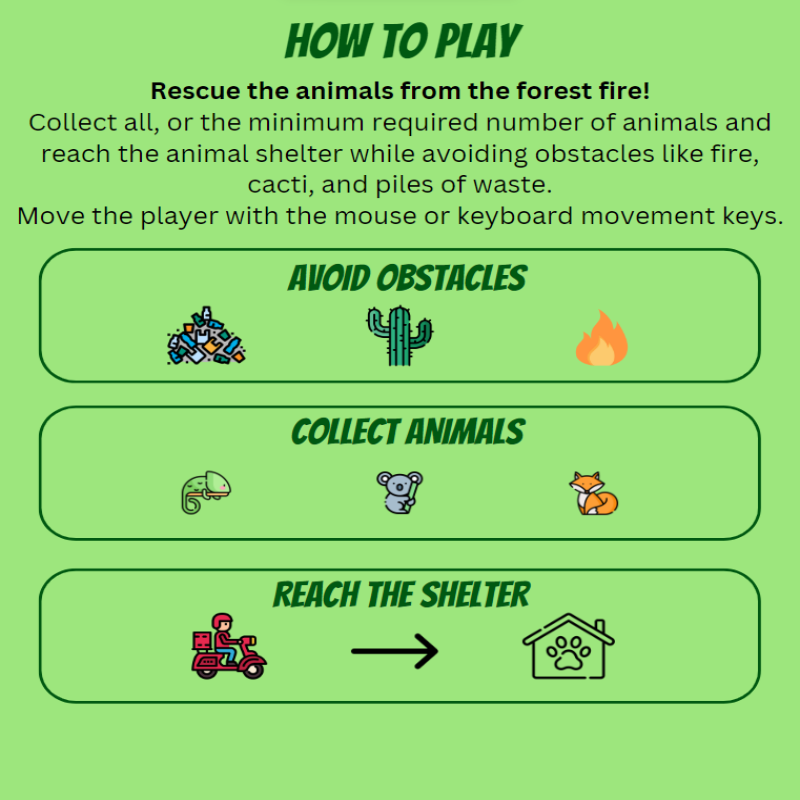 HOW TO PLAY
Rescue the animals from the forest fire!
Collect all, or the minimum required number of animals and
reach the animal shelter while avoiding obstacles like fire,
cacti, and piles of waste.
Move the player with the mouse or keyboard movement keys.
AVOID OBSTACLES
COLLECT ANIMALS
REACH THE SHELTER